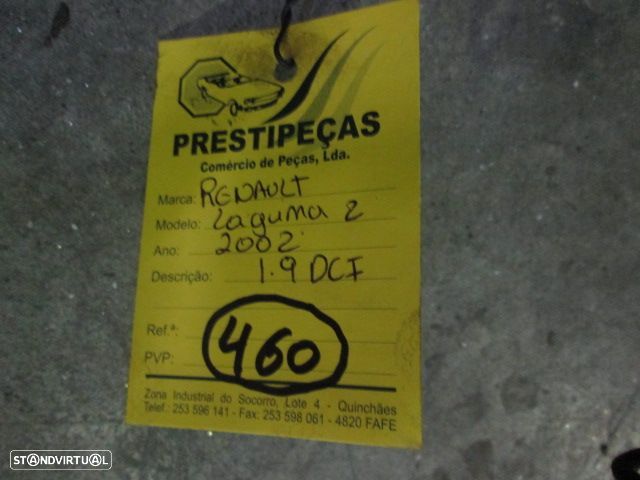 PRESTIPEÇAS
Comércio de Peças, Lda.
Marca: RENAULT
Modelo: Laguma 2
Ano: 2002
Descrição: 1.9 DCI
Ref.ª:
460
PVP:
Zona Industrial do Socorro, Lote 4 - Quinchães
Telef.: 253 596 141 - Fax: 253 598 061 - 4820 FAFE
STANDVIRTUAL